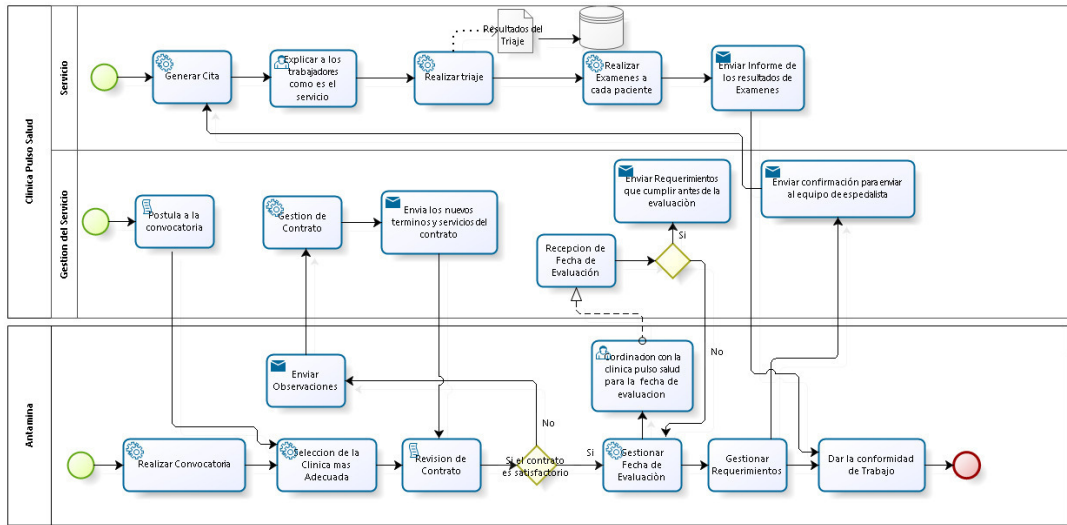 Clinica Pulso Salud
Servicio
Generar Cita
Explicar a los
trabajadores
como es el
servicio
Realizar triaje
Resultados del
Triaje
Realizar
Examenes a
cada paciente
Enviar Informe de
los resultados de
Examenes
Gestion del Servicio
Postula a la
convocatoria
Gestion de
Contrato
Envia los nuevos
terminos y servicios del
contrato
Recepcion de
Fecha de
Evaluación
Enviar Requerimientos
que cumplir antes de la
evaluaciòn
Si
No
Enviar confirmación para enviar
al equipo de especialista
Antamina
Enviar
Observaciones
Cordinacion con la
clinica pulso salud
para la fecha de
evaluacion
No
Realizar Convocatoria
Seleccion de la
Clinica mas
Adecuada
Revision de
Contrato
Si el contrato
es satisfactorio
Si
Gestionar
Fecha de
Evaluaciòn
Gestionar
Requerimientos
Dar la conformidad
de Trabajo